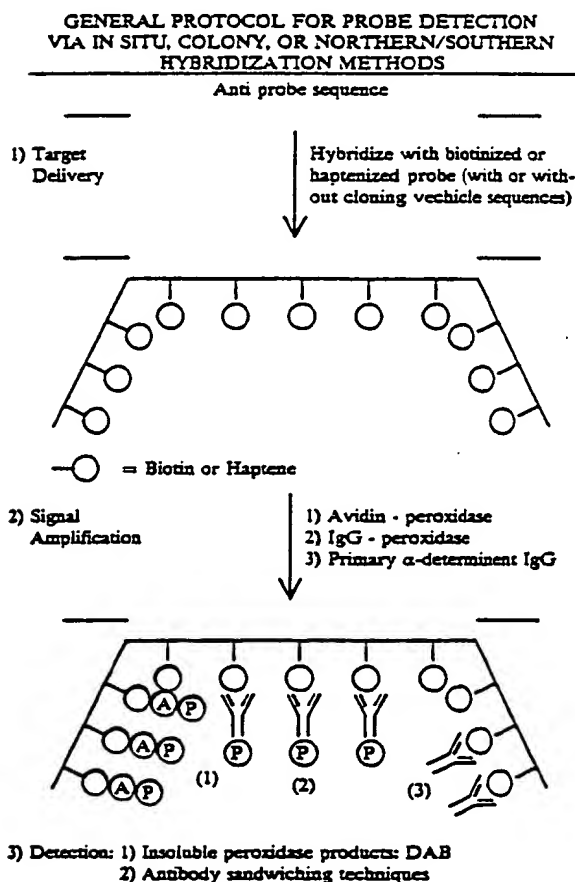 GENERAL PROTOCOL FOR PROBE DETECTION
VIA IN SITU, COLONY, OR NORTHERN/SOUTHERN
HYBRIDIZATION METHODS
Anti probe sequence
1) Target
Delivery
Hybridize with biotinized or
haptenized probe (with or with-
out cloning vechicle sequences)
= Biotin or Haptene
2) Signal
Amplification
1) Avidin - peroxidase
2) IgG - peroxidase
3) Primary α-determinent IgG
A P
A P
A P
P P P
(1) (2) (3)
3) Detection: 1) Insoluble peroxidase products: DAB
2) Antibody sandwiching techniques